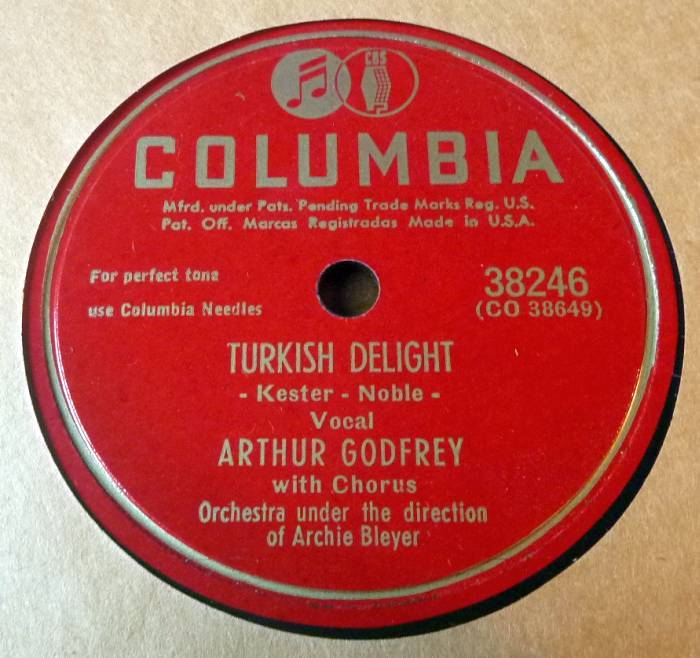 CBS
COLUMBIA
Mfrd. under Pats. Pending Trade Marks Reg. U.S.
Pat. Off. Marcas Registradas Made in U.S.A.
For perfect tone
use Columbia Needles
38246
(CO 38649)
TURKISH DELIGHT
- Kester - Noble -
Vocal
ARTHUR GODFREY
with Chorus
Orchestra under the direction
of Archie Bleyer